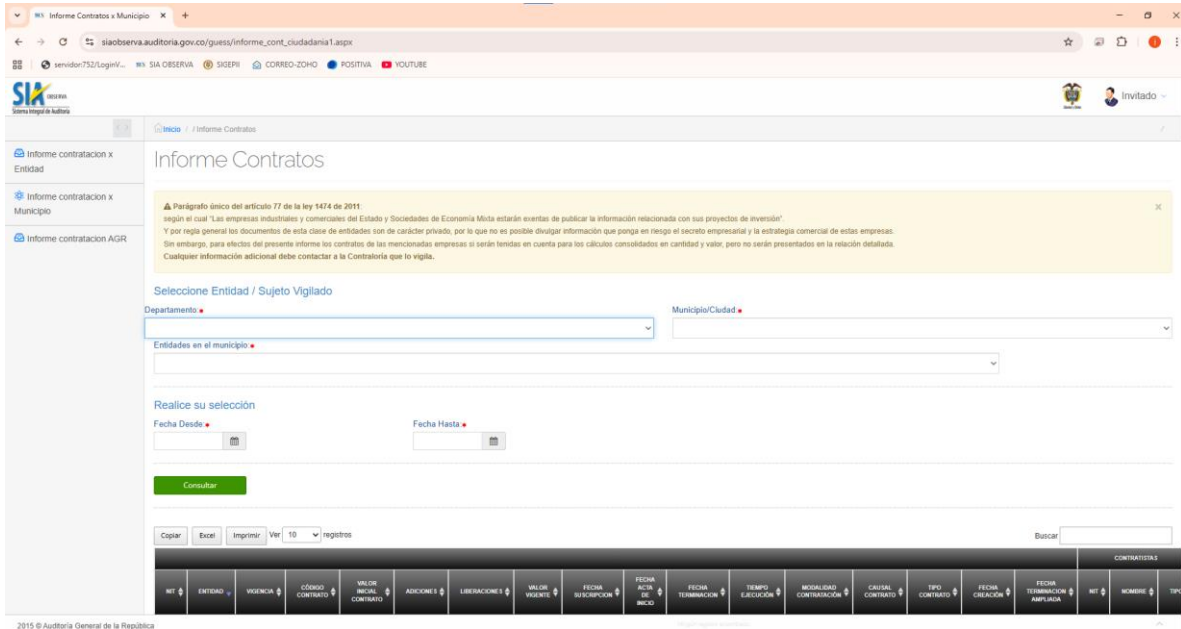 Informe Contratos x Municipio
siaobserva.auditoria.gov.co/guess/informe_cont_ciudadania1.aspx
servidor:752/LoginV... SIA OBSERVA SIGEPII CORREO-ZOHO POSITIVA YOUTUBE
SIA OBSERVA
Sistema Integral de Auditoría
Invitado
Inicio / / Informe Contratos
Informe contratacion x
Entidad
Informe contratacion x
Municipio
Informe contratacion AGR
Informe Contratos
Parágrafo único del artículo 77 de la ley 1474 de 2011:
según el cual "Las empresas industriales y comerciales del Estado y Sociedades de Economía Mixta estarán exentas de publicar la información relacionada con sus proyectos de inversión".
Y por regla general los documentos de esta clase de entidades son de carácter privado, por lo que no es posible divulgar información que ponga en riesgo el secreto empresarial y la estrategia comercial de estas empresas.
Sin embargo, para efectos del presente informe los contratos de las mencionadas empresas si serán tenidas en cuenta para los cálculos consolidados en cantidad y valor, pero no serán presentados en la relación detallada.
Cualquier información adicional debe contactar a la Contraloría que lo vigila.
Seleccione Entidad / Sujeto Vigilado
Departamento: Municipio/Ciudad:
Entidades en el municipio:
Realice su selección
Fecha Desde: Fecha Hasta:
Consultar
Copiar Excel Imprimir Ver 10 registros Buscar
CONTRATISTAS
NIT ENTIDAD VIGENCIA CÓDIGO CONTRATO VALOR INICIAL CONTRATO ADICIONES LIBERACIONES VALOR VIGENTE FECHA SUSCRIPCION FECHA ACTA DE INICIO FECHA TERMINACION TIEMPO EJECUCIÓN MODALIDAD CONTRATACIÓN CAUSAL CONTRATO TIPO CONTRATO FECHA CREACIÓN FECHA TERMINACION AMPLIADA NIT NOMBRE TIPO
2015 © Auditoría General de la República